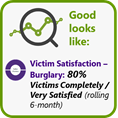 Good
looks
like:
Victim Satisfaction –
Burglary: 80%
Victims Completely /
Very Satisfied (rolling
6-month)